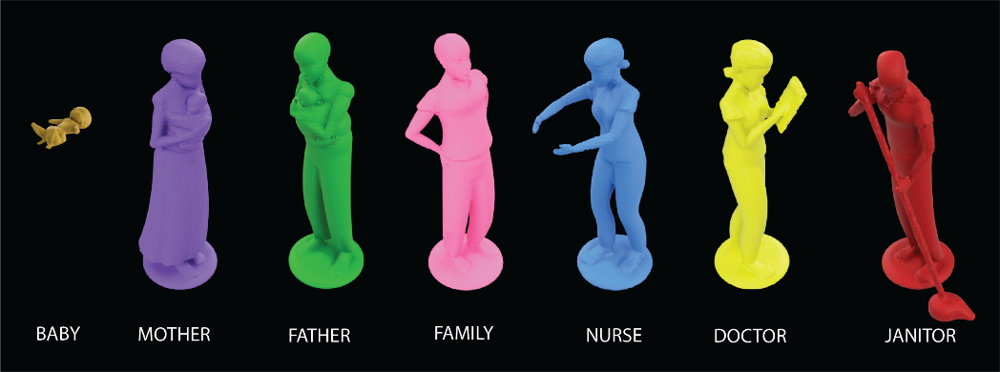 BABY MOTHER FATHER FAMILY NURSE DOCTOR JANITOR